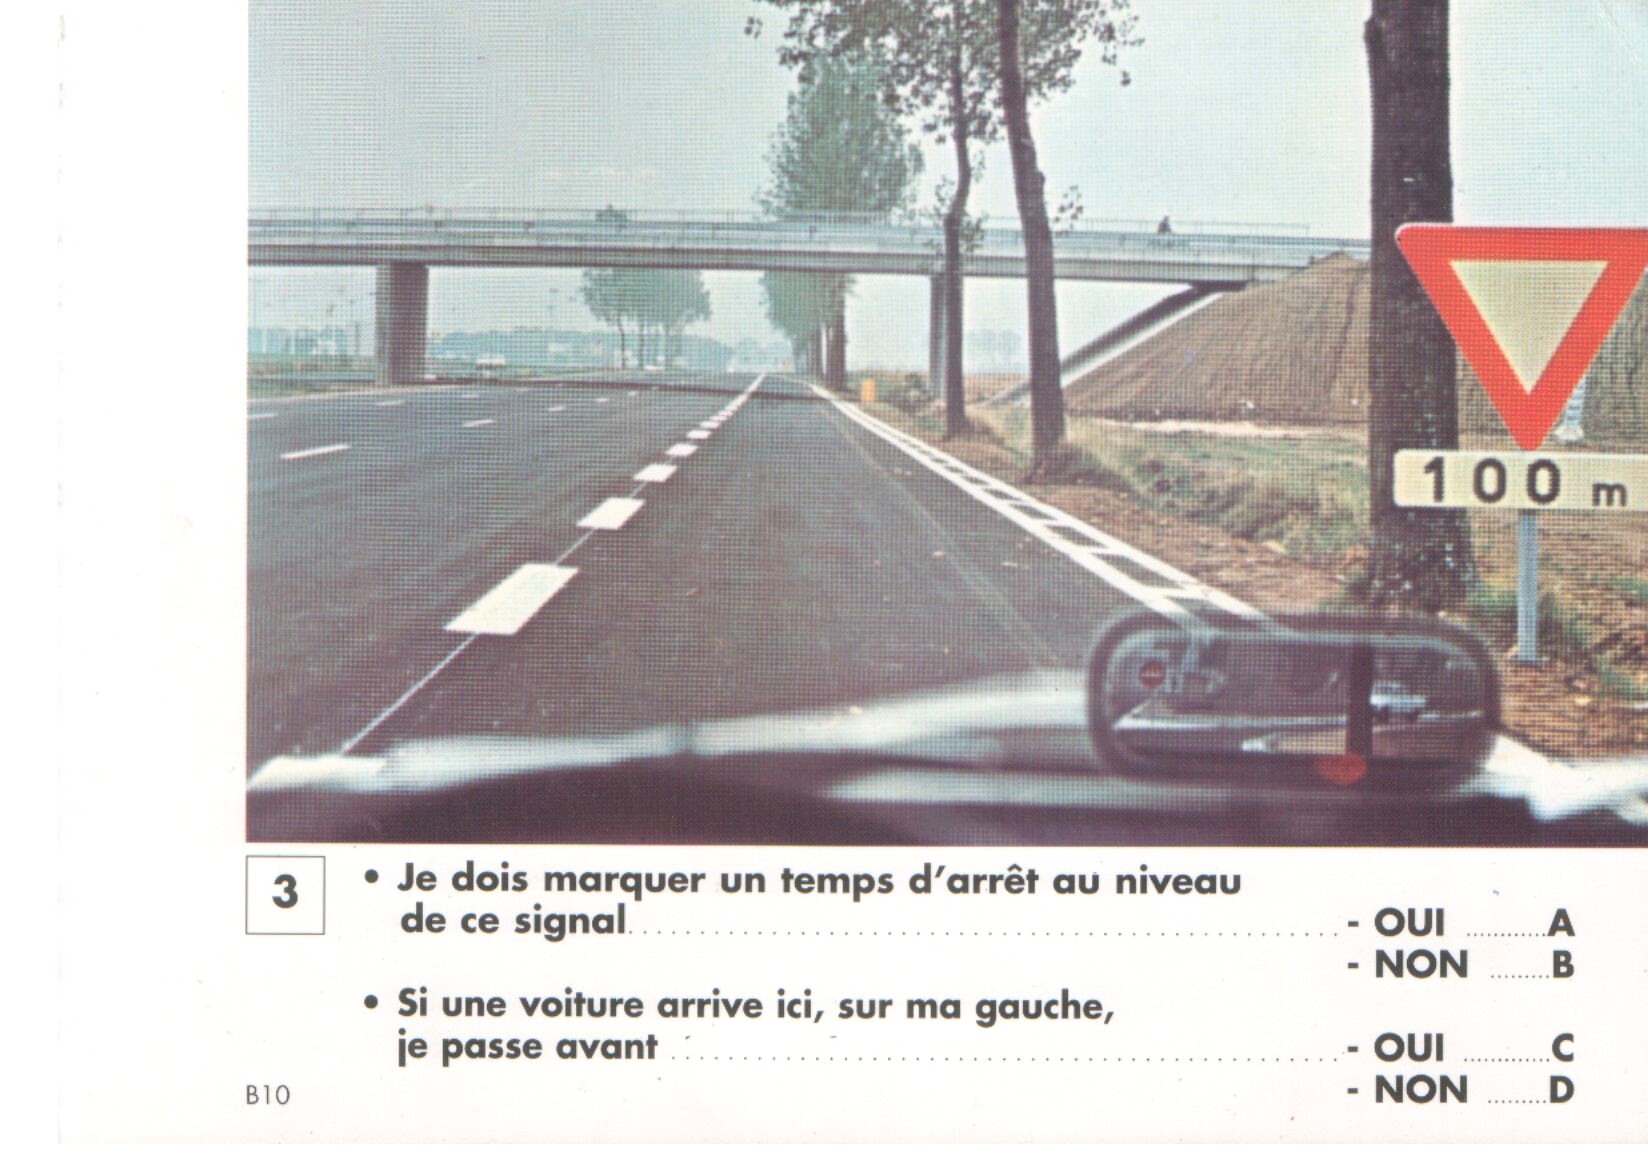 100 m
3
• Je dois marquer un temps d'arrêt au niveau
de ce signal - OUI A
- NON B
• Si une voiture arrive ici, sur ma gauche,
je passe avant - OUI C
- NON D
B10